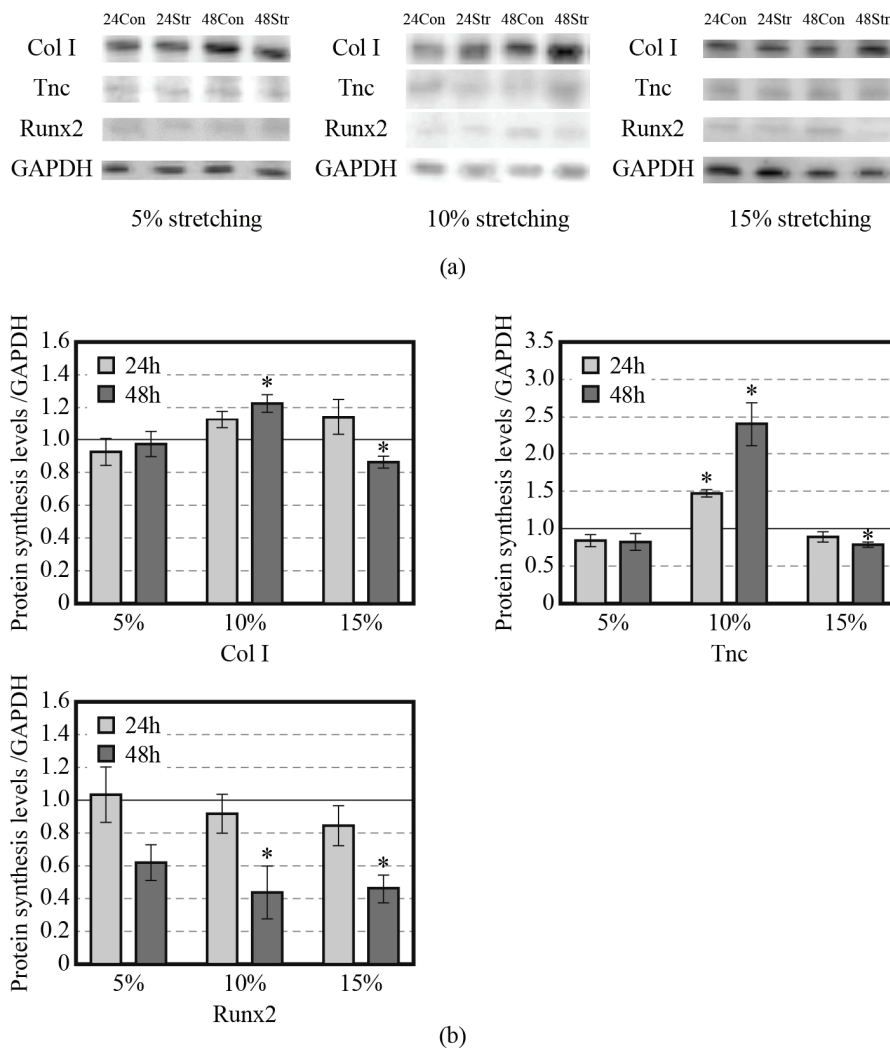 24Con 24Str 48Con 48Str
Col I
Tnc
Runx2
GAPDH
5% stretching
24Con 24Str 48Con 48Str
Col I
Tnc
Runx2
GAPDH
10% stretching
24Con 24Str 48Con 48Str
Col I
Tnc
Runx2
GAPDH
15% stretching
(a)
Protein synthesis levels /GAPDH
1.6
1.4
1.2
1.0
0.8
0.6
0.4
0.2
0
24h
48h
*
*
5% 10% 15%
Col I
Protein synthesis levels /GAPDH
3.5
3.0
2.5
2.0
1.5
1.0
0.5
0
24h
48h
*
*
*
5% 10% 15%
Tnc
Protein synthesis levels /GAPDH
1.6
1.4
1.2
1.0
0.8
0.6
0.4
0.2
0
24h
48h
*
*
5% 10% 15%
Runx2
(b)